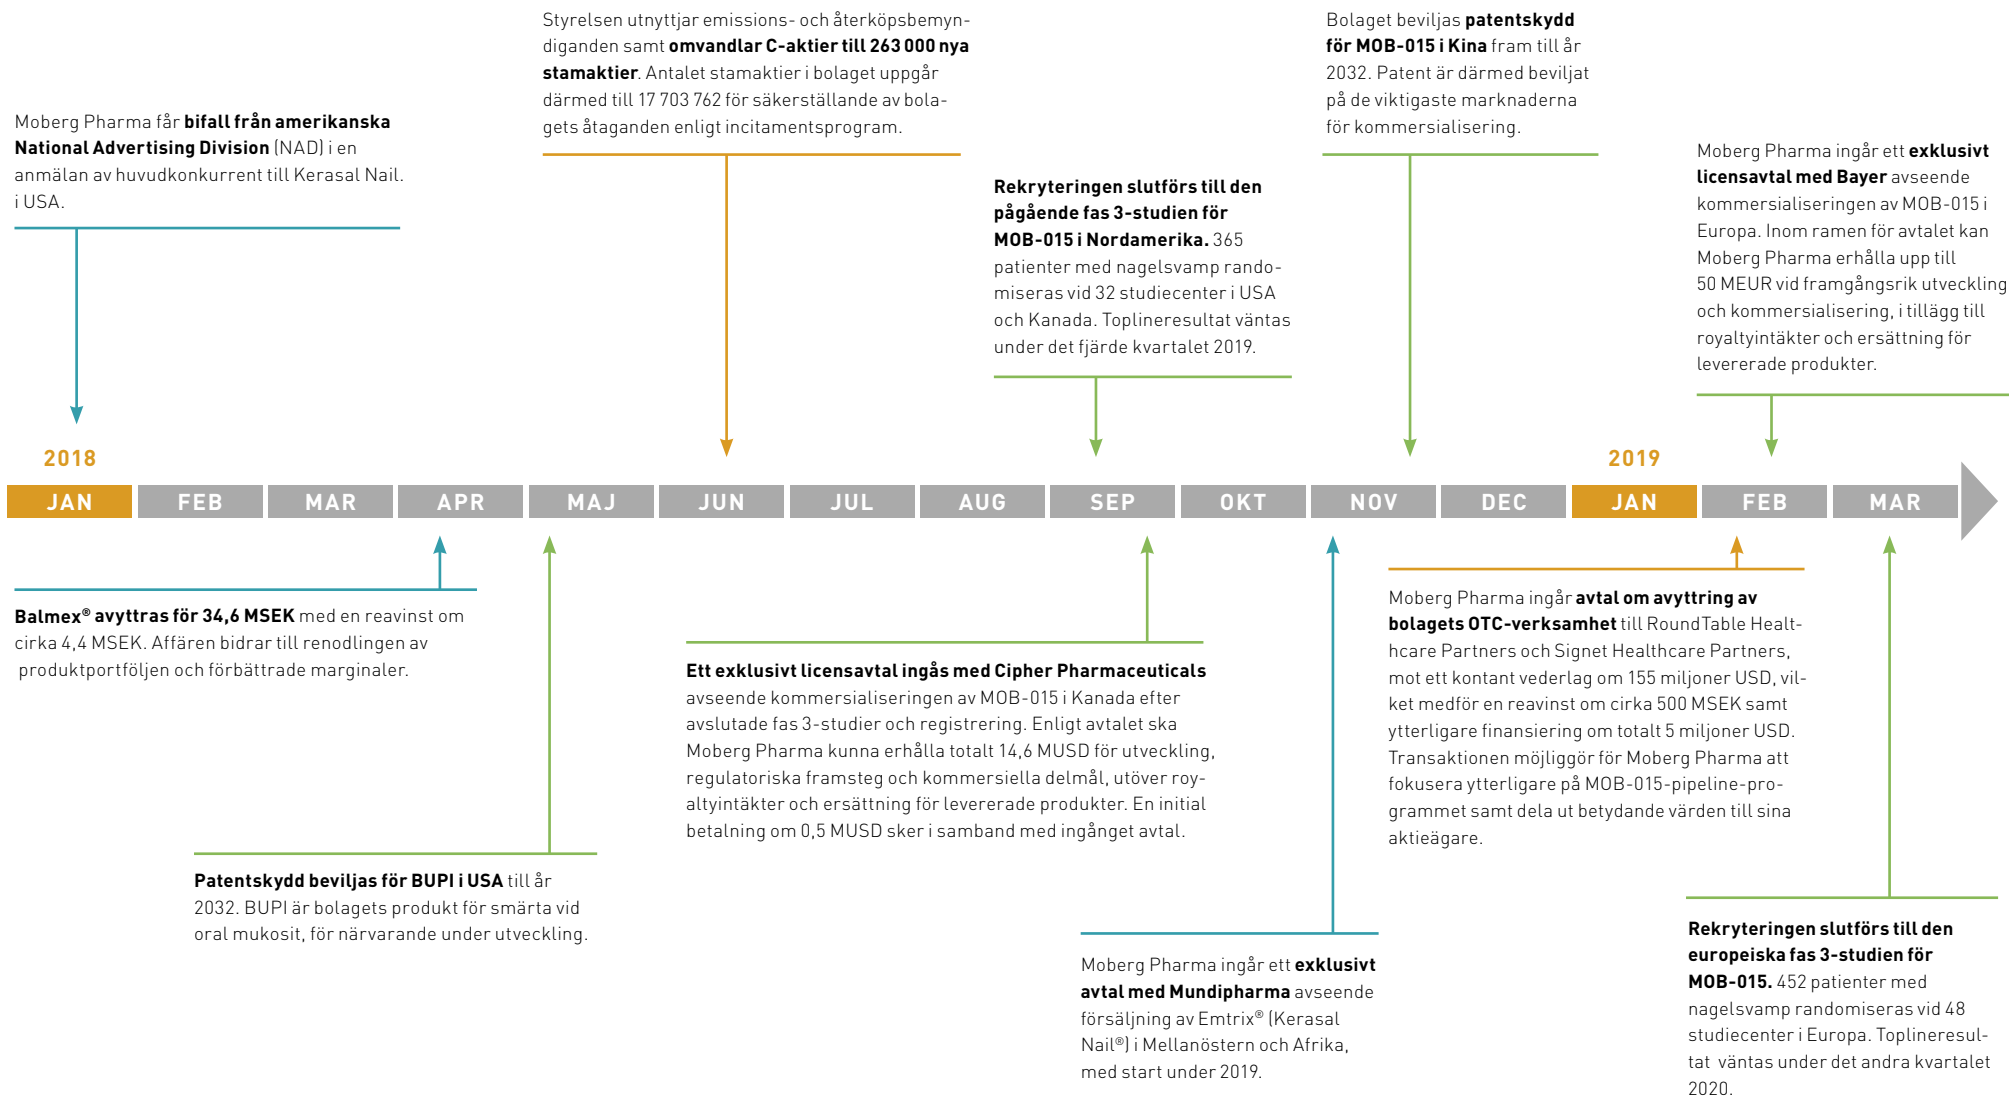 Moberg Pharma får bifall från amerikanska
National Advertising Division (NAD) i en
anmälan av huvudkonkurrent till Kerasal Nail.
i USA.
Styrelsen utnyttjar emissions- och återköpsbemyn-
diganden samt omvandlar C-aktier till 263 000 nya
stamaktier. Antalet stamaktier i bolaget uppgår
därmed till 17 703 762 för säkerställande av bola-
gets åtaganden enligt incitamentsprogram.
Rekryteringen slutförs till den
pågående fas 3-studien för
MOB-015 i Nordamerika. 365
patienter med nagelsvamp rando-
miseras vid 32 studiecenter i USA
och Kanada. Toplineresultat väntas
under det fjärde kvartalet 2019.
Bolaget beviljas patentskydd
för MOB-015 i Kina fram till år
2032. Patent är därmed beviljat
på de viktigaste marknaderna
för kommersialisering.
Moberg Pharma ingår ett exklusivt
licensavtal med Bayer avseende
kommersialiseringen av MOB-015 i
Europa. Inom ramen för avtalet kan
Moberg Pharma erhålla upp till
50 MEUR vid framgångsrik utveckling
och kommersialisering, i tillägg till
royaltyintäkter och ersättning för
levererade produkter.
2018
2019
JAN FEB MAR APR MAJ JUN JUL AUG SEP OKT NOV DEC JAN FEB MAR
Balmex® avyttras för 34,6 MSEK med en reavinst om
cirka 4,4 MSEK. Affären bidrar till renodlingen av
produktportföljen och förbättrade marginaler.
Patentskydd beviljas för BUPI i USA till år
2032. BUPI är bolagets produkt för smärta vid
oral mukosit, för närvarande under utveckling.
Ett exklusivt licensavtal ingås med Cipher Pharmaceuticals
avseende kommersialiseringen av MOB-015 i Kanada efter
avslutade fas 3-studier och registrering. Enligt avtalet ska
Moberg Pharma kunna erhålla totalt 14,6 MUSD för utveckling,
regulatoriska framsteg och kommersiella delmål, utöver roy-
altyintäkter och ersättning för levererade produkter. En initial
betalning om 0,5 MUSD sker i samband med ingånget avtal.
Moberg Pharma ingår ett exklusivt
avtal med Mundipharma avseende
försäljning av Emtrix® (Kerasal
Nail®) i Mellanöstern och Afrika,
med start under 2019.
Moberg Pharma ingår avtal om avyttring av
bolagets OTC-verksamhet till RoundTable Healt-
hcare Partners och Signet Healthcare Partners,
mot ett kontant vederlag om 155 miljoner USD, vil-
ket medför en reavinst om cirka 500 MSEK samt
ytterligare finansiering om totalt 5 miljoner USD.
Transaktionen möjliggör för Moberg Pharma att
fokusera ytterligare på MOB-015-pipeline-pro-
grammet samt dela ut betydande värden till sina
aktieägare.
Rekryteringen slutförs till den
europeiska fas 3-studien för
MOB-015. 452 patienter med
nagelsvamp randomiseras vid 48
studiecenter i Europa. Toplineresul-
tat väntas under det andra kvartalet
2020.